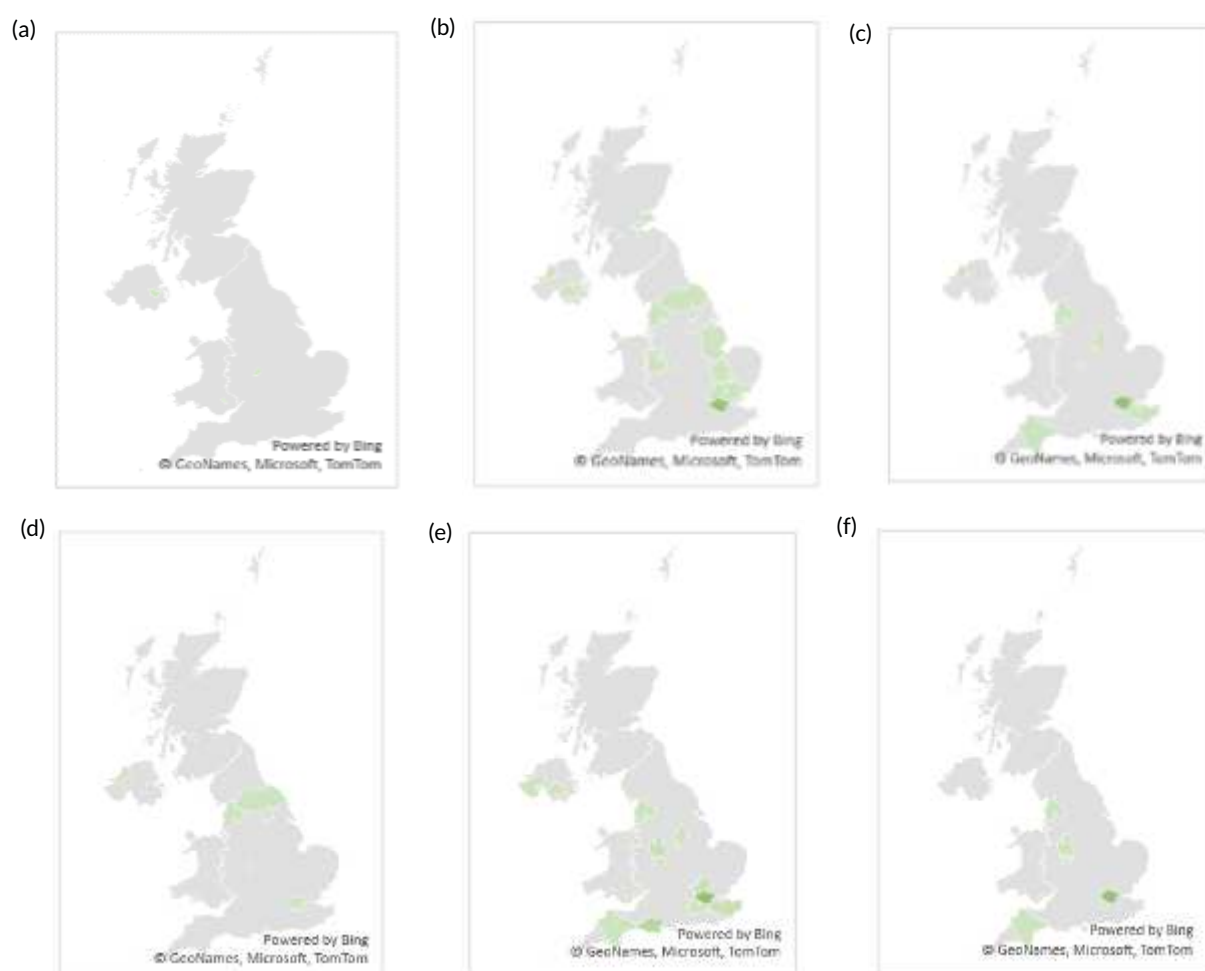 (a)
(b)
(c)
Powered by Bing
© GeoNames, Microsoft, TomTom
Powered by Bing
© GeoNames, Microsoft, TomTom
Powered by Bing
© GeoNames, Microsoft, TomTom
(d)
(e)
(f)
Powered by Bing
© GeoNames, Microsoft, TomTom
Powered by Bing
© GeoNames, Microsoft, TomTom
Powered by Bing
© GeoNames, Microsoft, TomTom